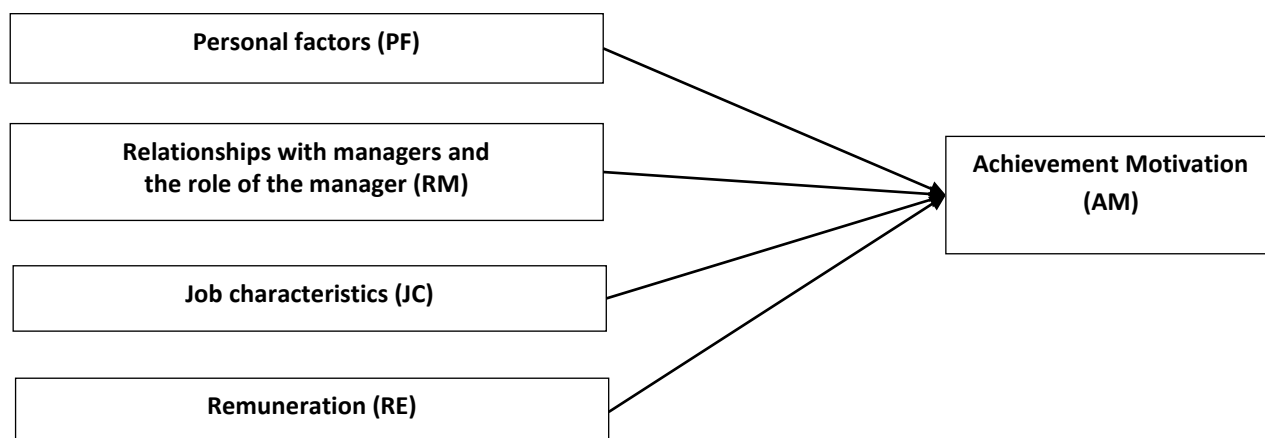 Personal factors (PF)
Relationships with managers and
the role of the manager (RM)
Achievement Motivation
(AM)
Job characteristics (JC)
Remuneration (RE)